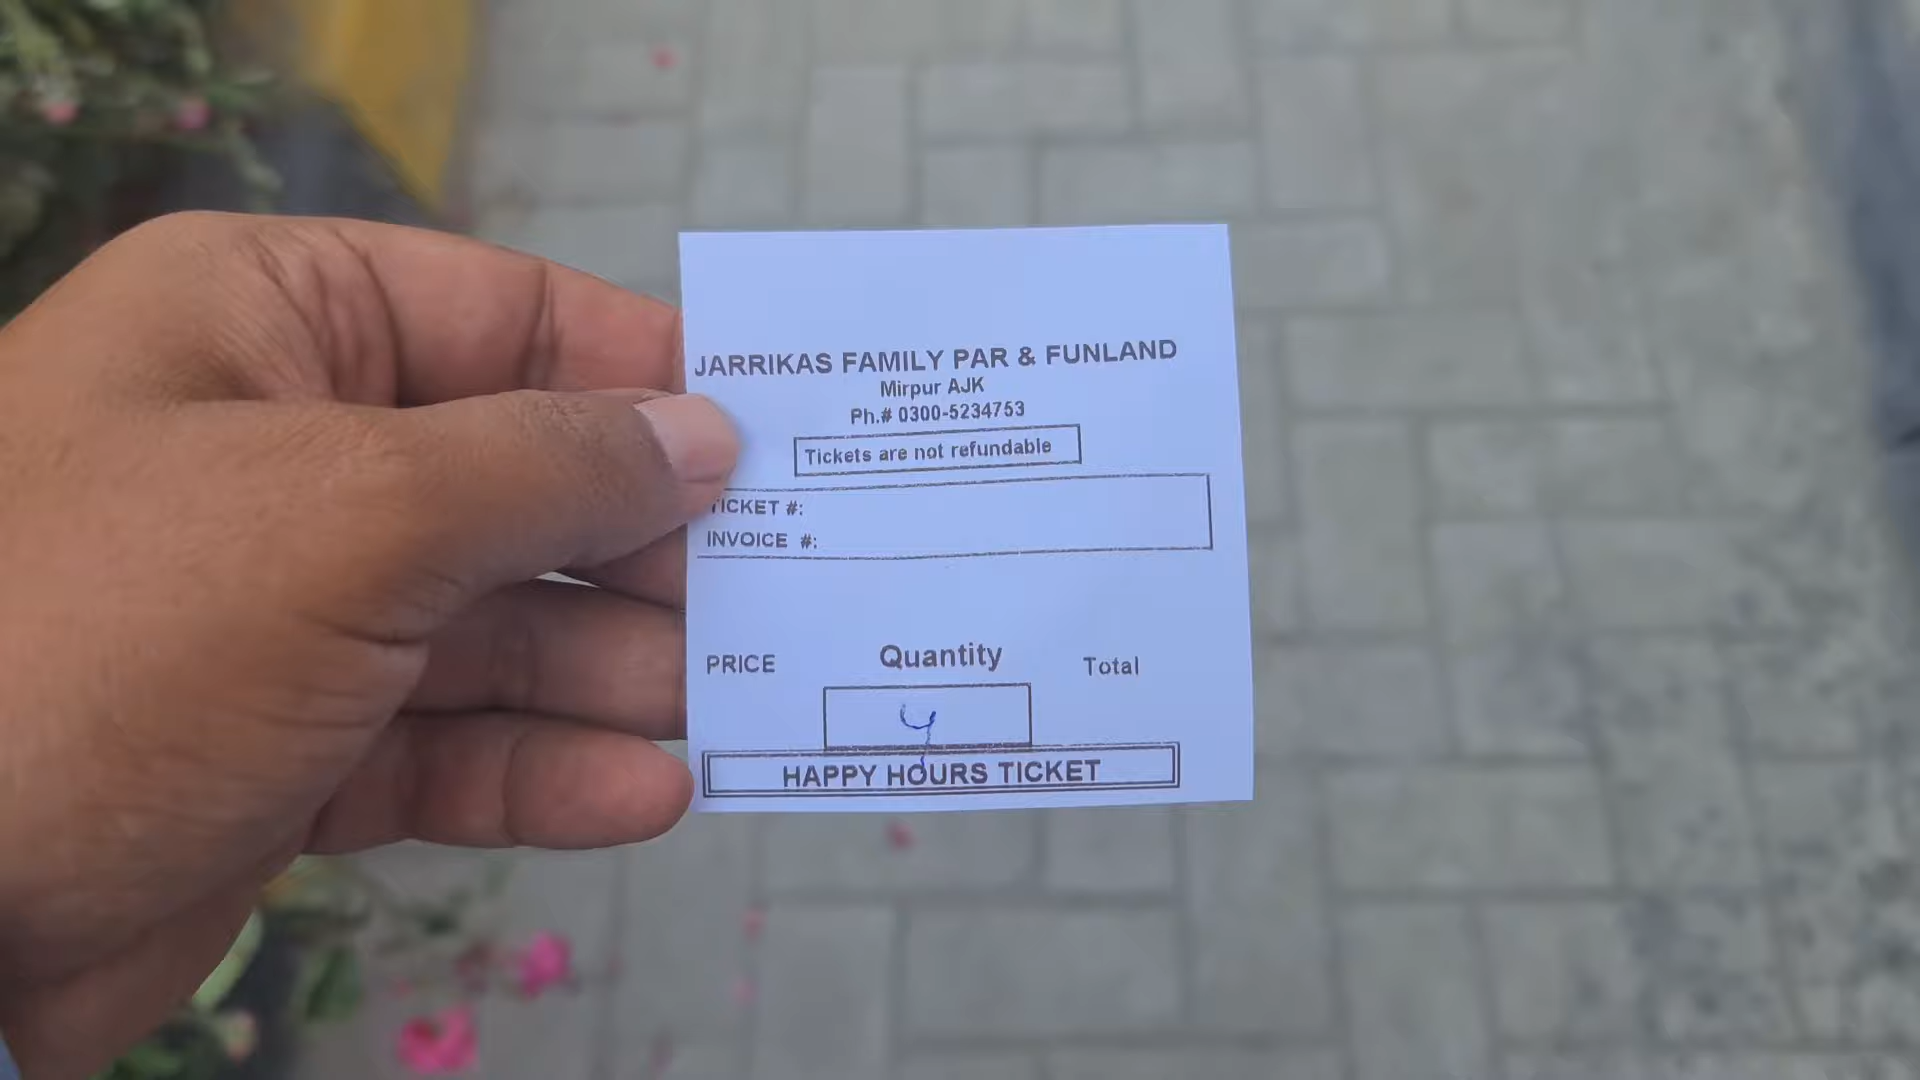 JARRIKAS FAMILY PAR & FUNLAND
Mirpur AJK
Ph.# 0300-5234753
Tickets are not refundable
TICKET #:
INVOICE #:
PRICE Quantity Total
4
HAPPY HOURS TICKET